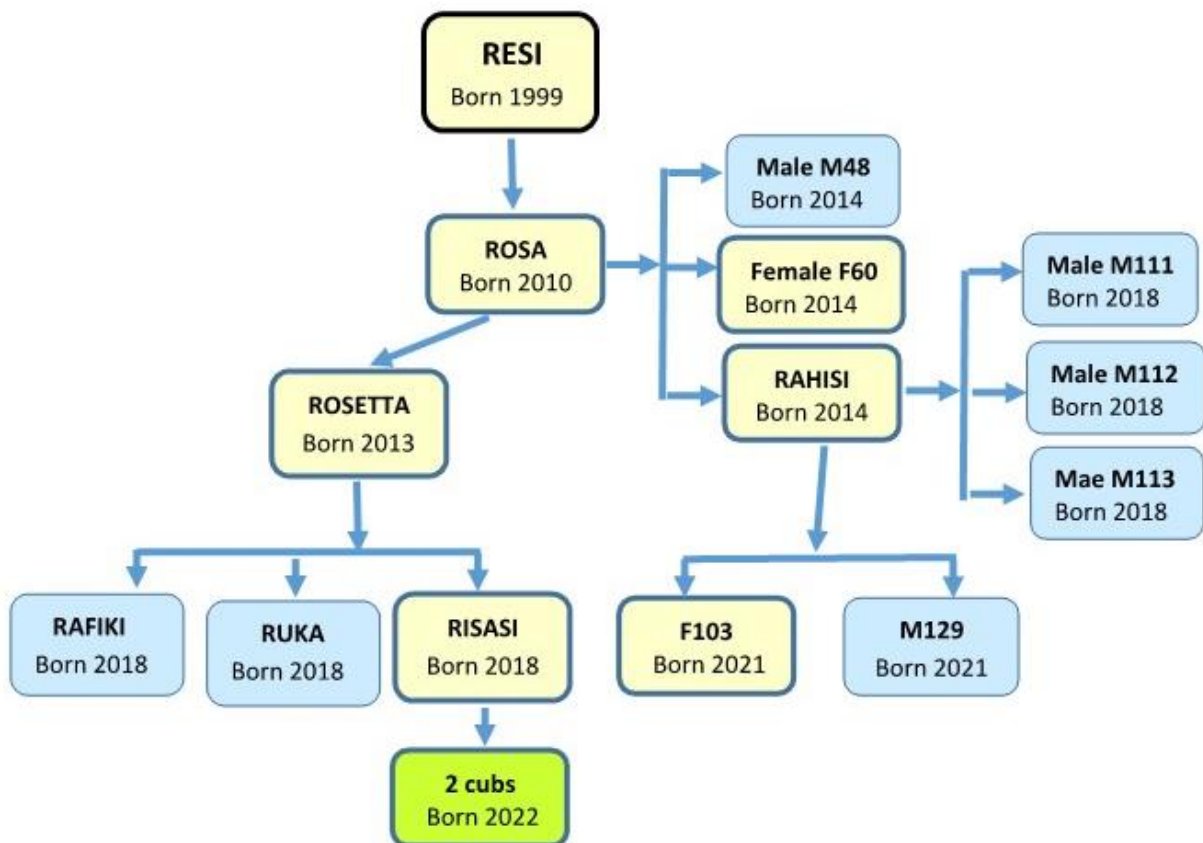 RESI
Born 1999
Male M48
Born 2014
ROSA
Born 2010
Female F60
Born 2014
Male M111
Born 2018
RAHISI
Born 2014
Male M112
Born 2018
ROSETTA
Born 2013
Mae M113
Born 2018
RAFIKI
Born 2018
RUKA
Born 2018
RISASI
Born 2018
F103
Born 2021
M129
Born 2021
2 cubs
Born 2022